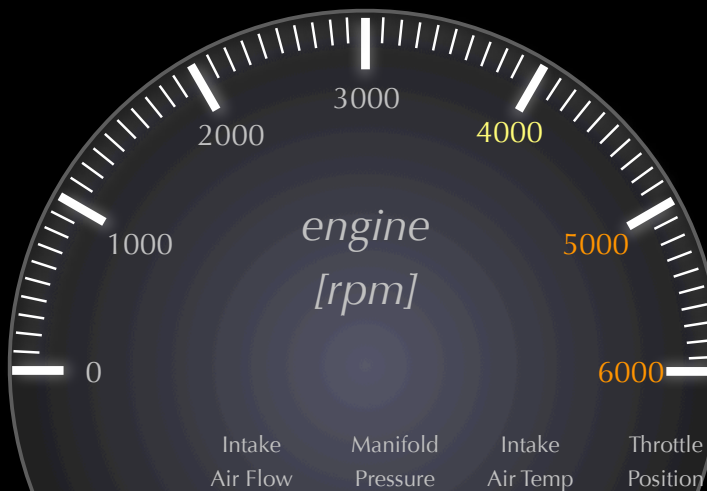 3000
2000
4000
engine
1000
5000
[rpm]
0
6000
Intake Manifold Intake Throttle
Air Flow Pressure Air Temp Position